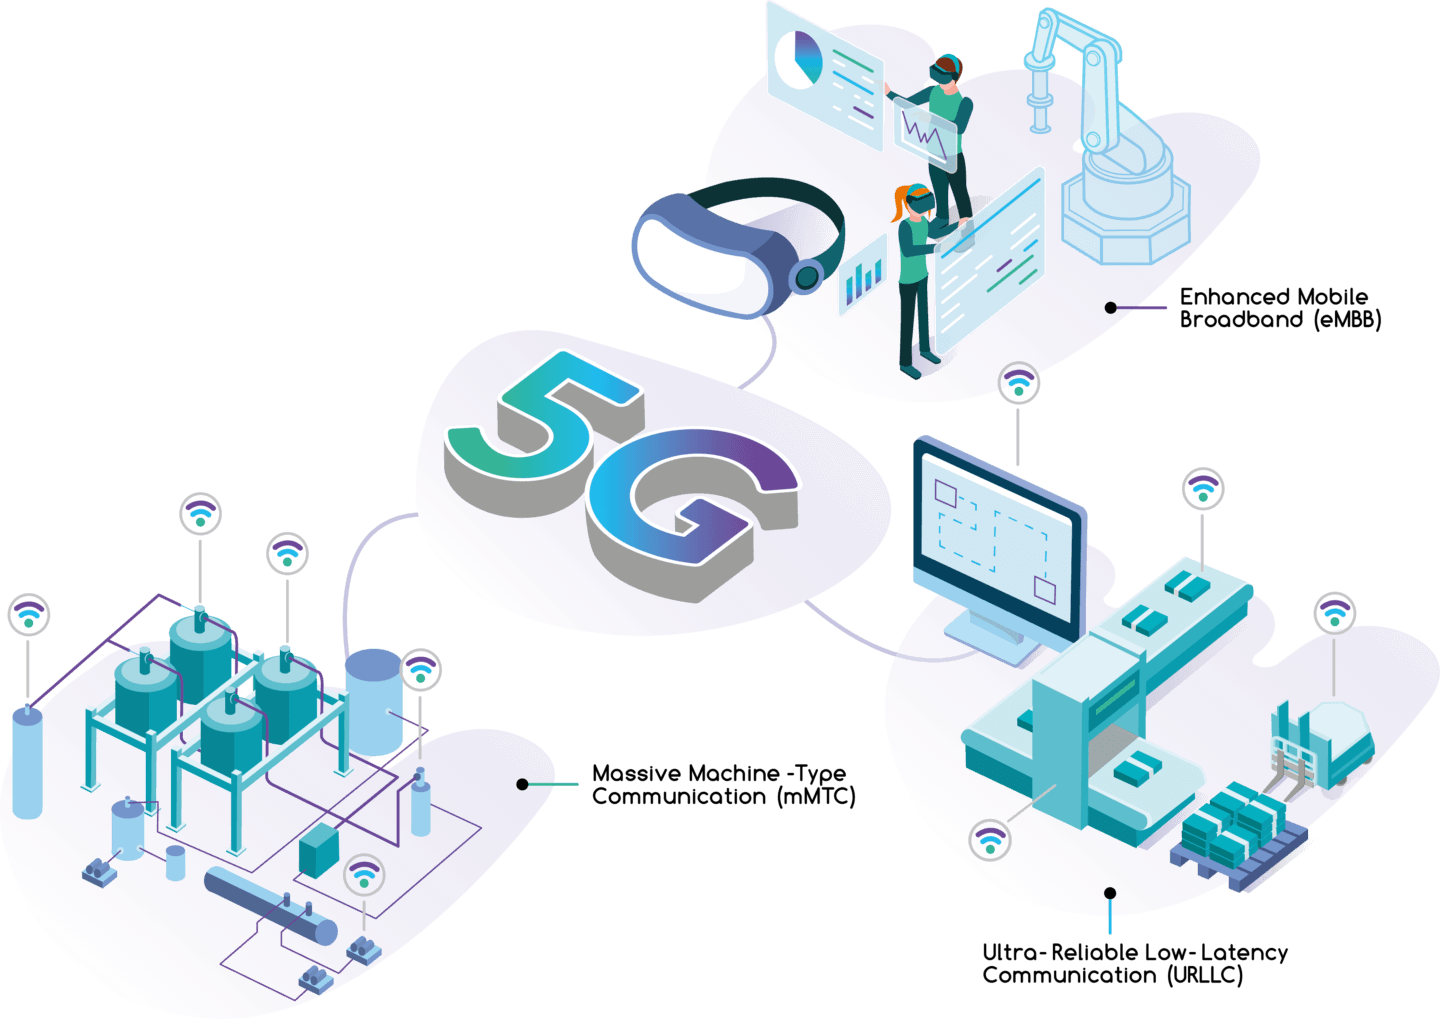 Enhanced Mobile
Broadband (eMBB)
5G
Massive Machine-Type
Communication (mMTC)
Ultra-Reliable Low-Latency
Communication (URLLC)